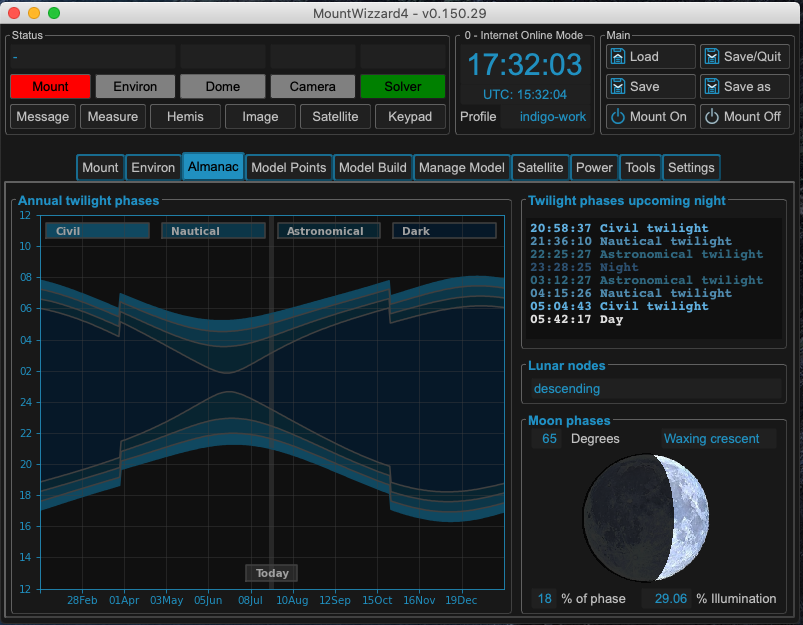 MountWizzard4 - v0.150.29
Status
-
Mount Environ Dome Camera Solver
Message Measure Hemis Image Satellite Keypad
0 - Internet Online Mode
17:32:03
UTC: 15:32:04
Profile indigo-work
Main
Load Save/Quit
Save Save as
Mount On Mount Off
Mount Environ Almanac Model Points Model Build Manage Model Satellite Power Tools Settings
Annual twilight phases
Civil Nautical Astronomical Dark
12
10
08
06
04
02
24
22
20
18
16
14
12
Today
28Feb 01Apr 03May 05Jun 08Jul 10Aug 12Sep 15Oct 16Nov 19Dec
Twilight phases upcoming night
20:58:37 Civil twilight
21:36:10 Nautical twilight
22:25:27 Astronomical twilight
23:28:25 Night
03:12:27 Astronomical twilight
04:15:26 Nautical twilight
05:04:43 Civil twilight
05:42:17 Day
Lunar nodes
descending
Moon phases
65 Degrees Waxing crescent
18 % of phase 29.06 % Illumination